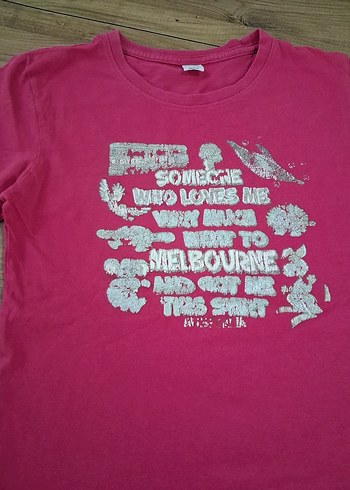 SOMEONE
WHO LOVES ME
VERY MUCH
WENT TO
MELBOURNE
AND GOT ME
THIS SHIRT
AUSTRALIA